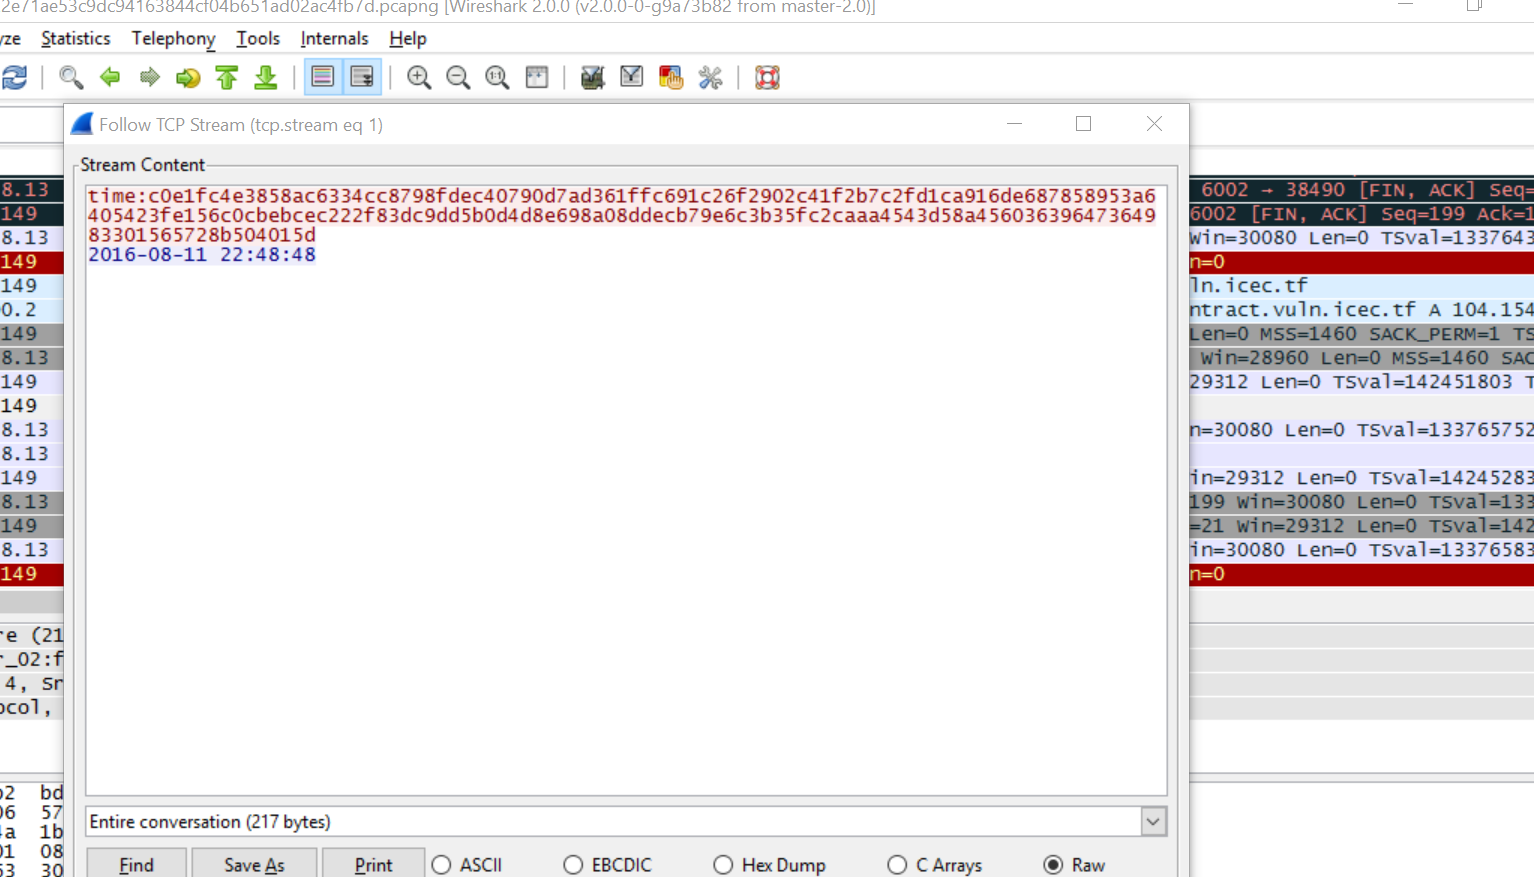 2e71ae53c9dc94163844cf04b651ad02ac4fb7d.pcapng [Wireshark 2.0.0 (v2.0.0-0-g9a73b82 from master-2.0)]
yze Statistics Telephony Tools Internals Help
Follow TCP Stream (tcp.stream eq 1)
Stream Content
time:c0e1fc4e3858ac6334cc8798fdec40790d7ad361ffc691c26f2902c41f2b7c2fd1ca916de687858953a6
405423fe156c0cbebcec222f83dc9dd5b0d4d8e698a08ddecb79e6c3b35fc2caaa4543d58a456036396473649
83301565728b504015d
2016-08-11 22:48:48
8.13 6002 → 38490 [FIN, ACK] Seq=
149 6002 [FIN, ACK] Seq=199 Ack=1
8.13 Win=30080 Len=0 TSval=1337643
149 n=0
149 ln.icec.tf
0.2 ntract.vuln.icec.tf A 104.154
149 Len=0 MSS=1460 SACK_PERM=1 TS
8.13 Win=28960 Len=0 MSS=1460 SAC
149 29312 Len=0 TSval=142451803 T
149
8.13 n=30080 Len=0 TSval=133765752
8.13
149 in=29312 Len=0 TSval=14245283
8.13 199 Win=30080 Len=0 TSval=133
149 =21 Win=29312 Len=0 TSval=142
8.13 in=30080 Len=0 TSval=13376583
149 n=0
re (21
r_02:f
4, Sr
ocol,
b2 bd
06 57
4a 1b
01 08
53 30
Entire conversation (217 bytes)
Find Save As Print ASCII EBCDIC Hex Dump C Arrays Raw